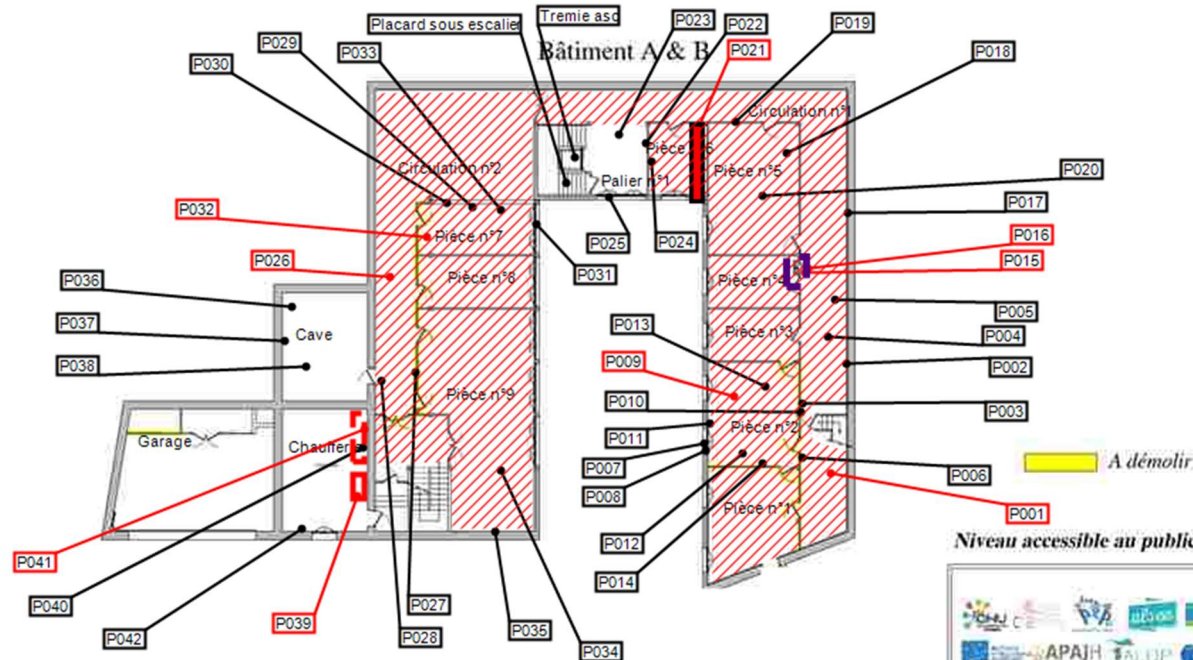 Placard sous escalier
Tremie asc
P023
P022
P019
P029
P033
Bâtiment A & B
P021
P018
P030
Circulation n°1
Pièce n°6
Circulation n°2
Palier n°1
Pièce n°5
P020
P032
P017
Pièce n°7
P025
P024
P016
P026
P031
P015
P036
Pièce n°8
Pièce n°4
P005
P037
Cave
P013
Pièce n°3
P004
P038
P009
P002
Pièce n°9
P010
P003
Garage
Chaufferie
P011
Pièce n°2
P007
P006
A démolir
P008
Pièce n°1
P001
P012
Niveau accessible au public
P041
P014
P040
P042
P039
P028
P027
P035
P034
APAJH